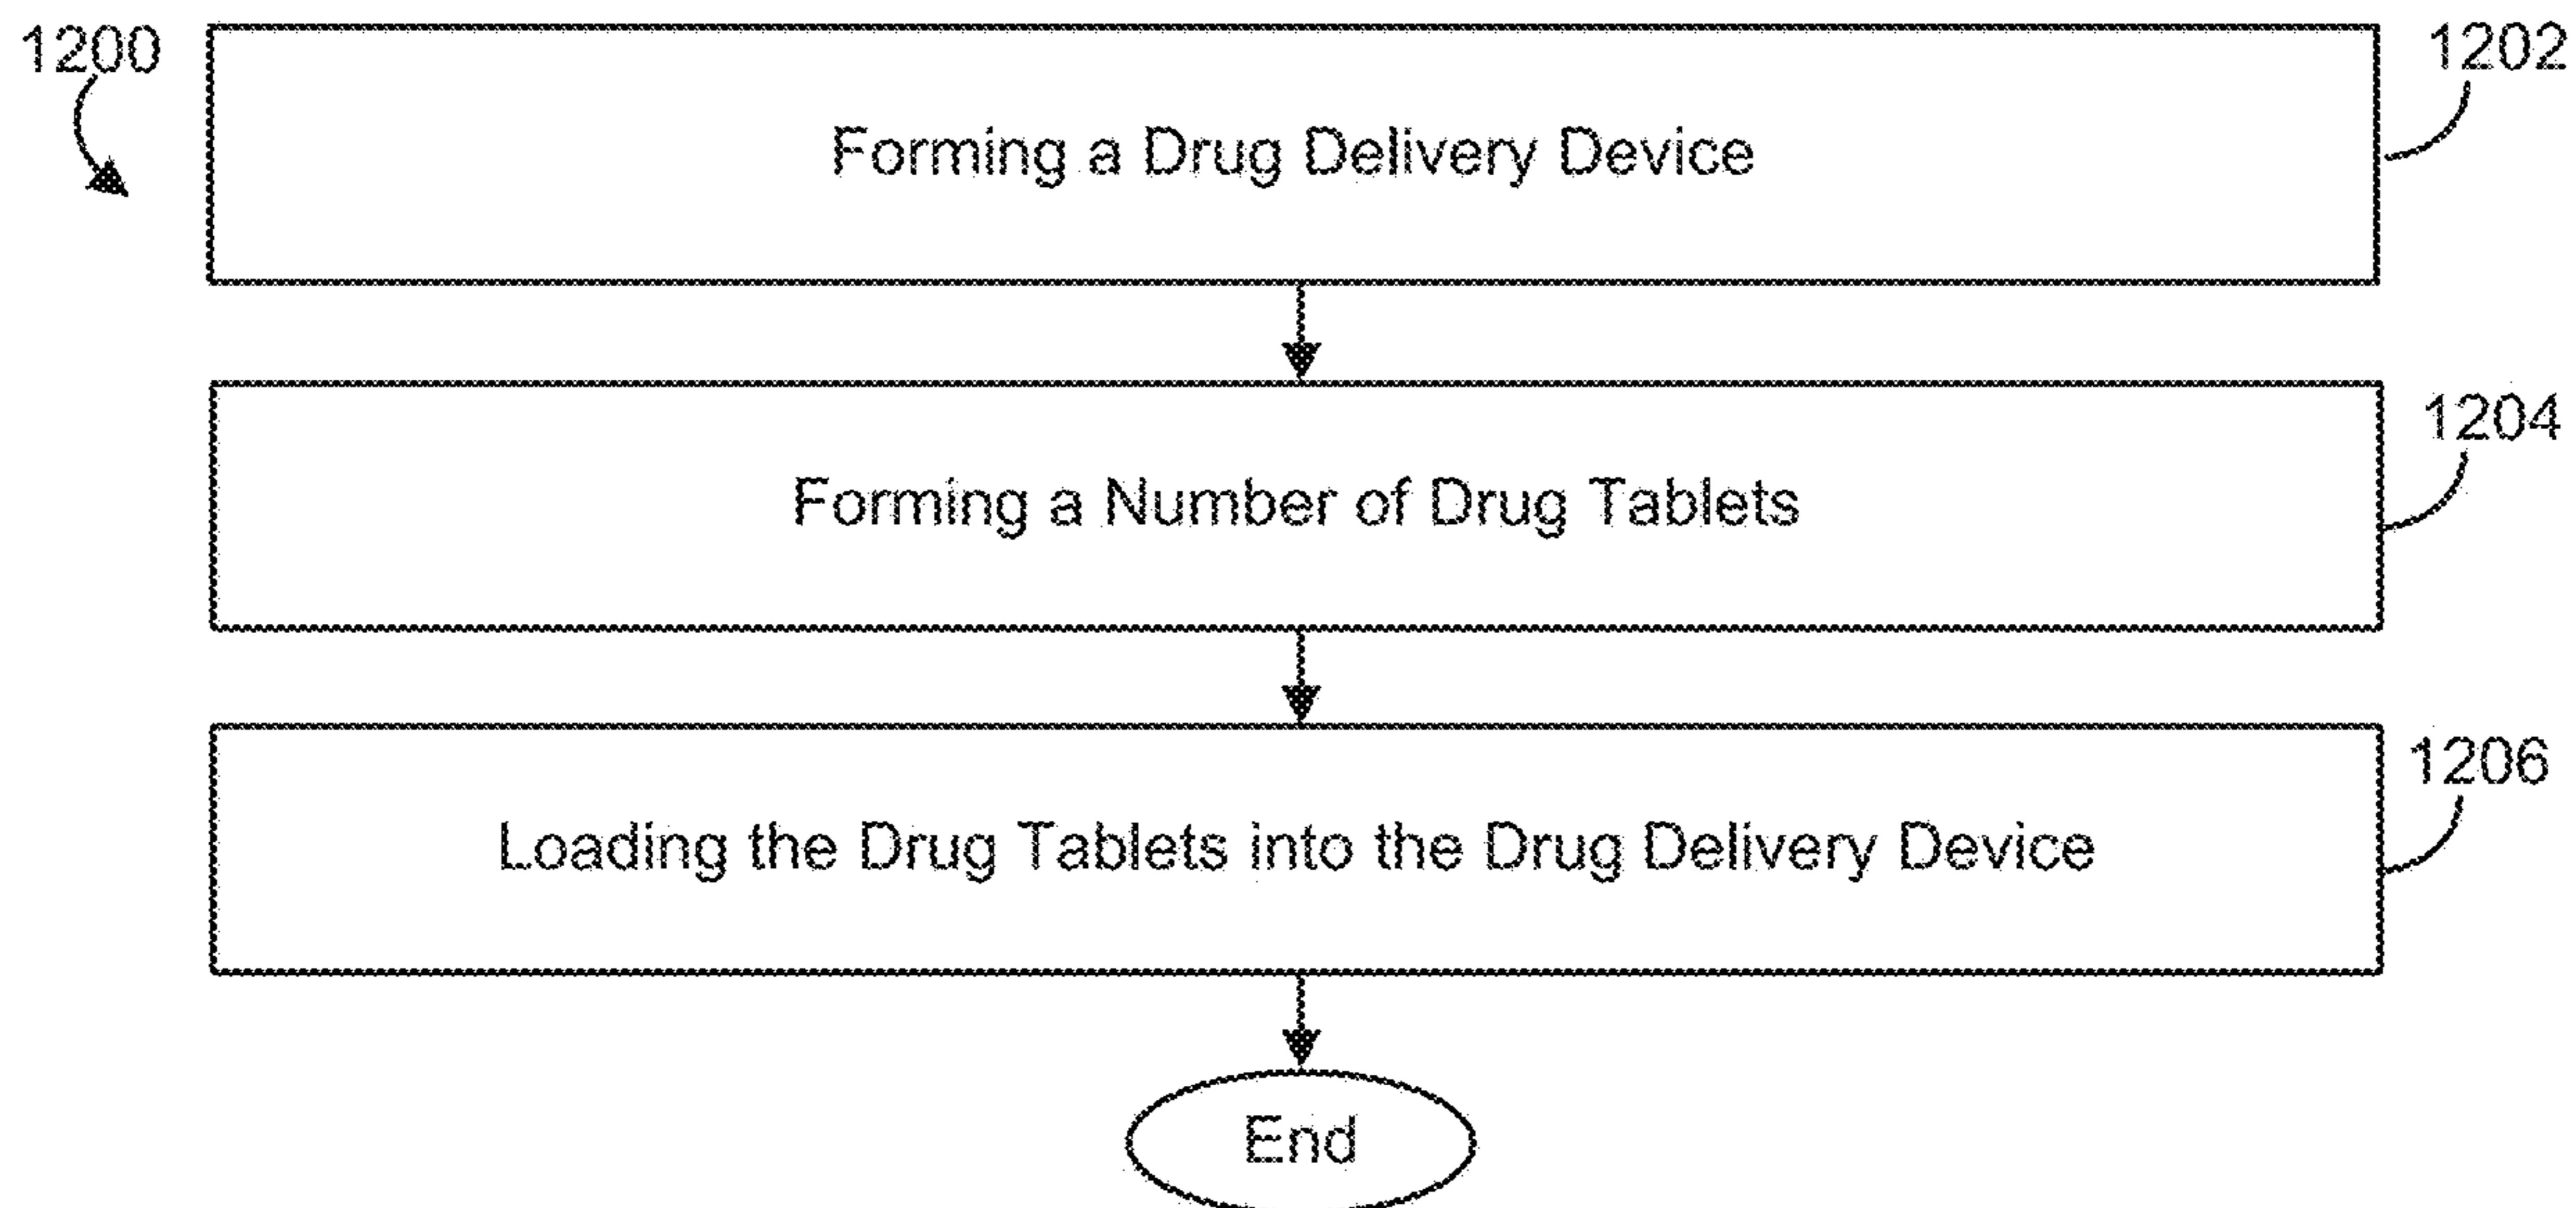 1200
1202
Forming a Drug Delivery Device
1204
Forming a Number of Drug Tablets
1206
Loading the Drug Tablets into the Drug Delivery Device
End